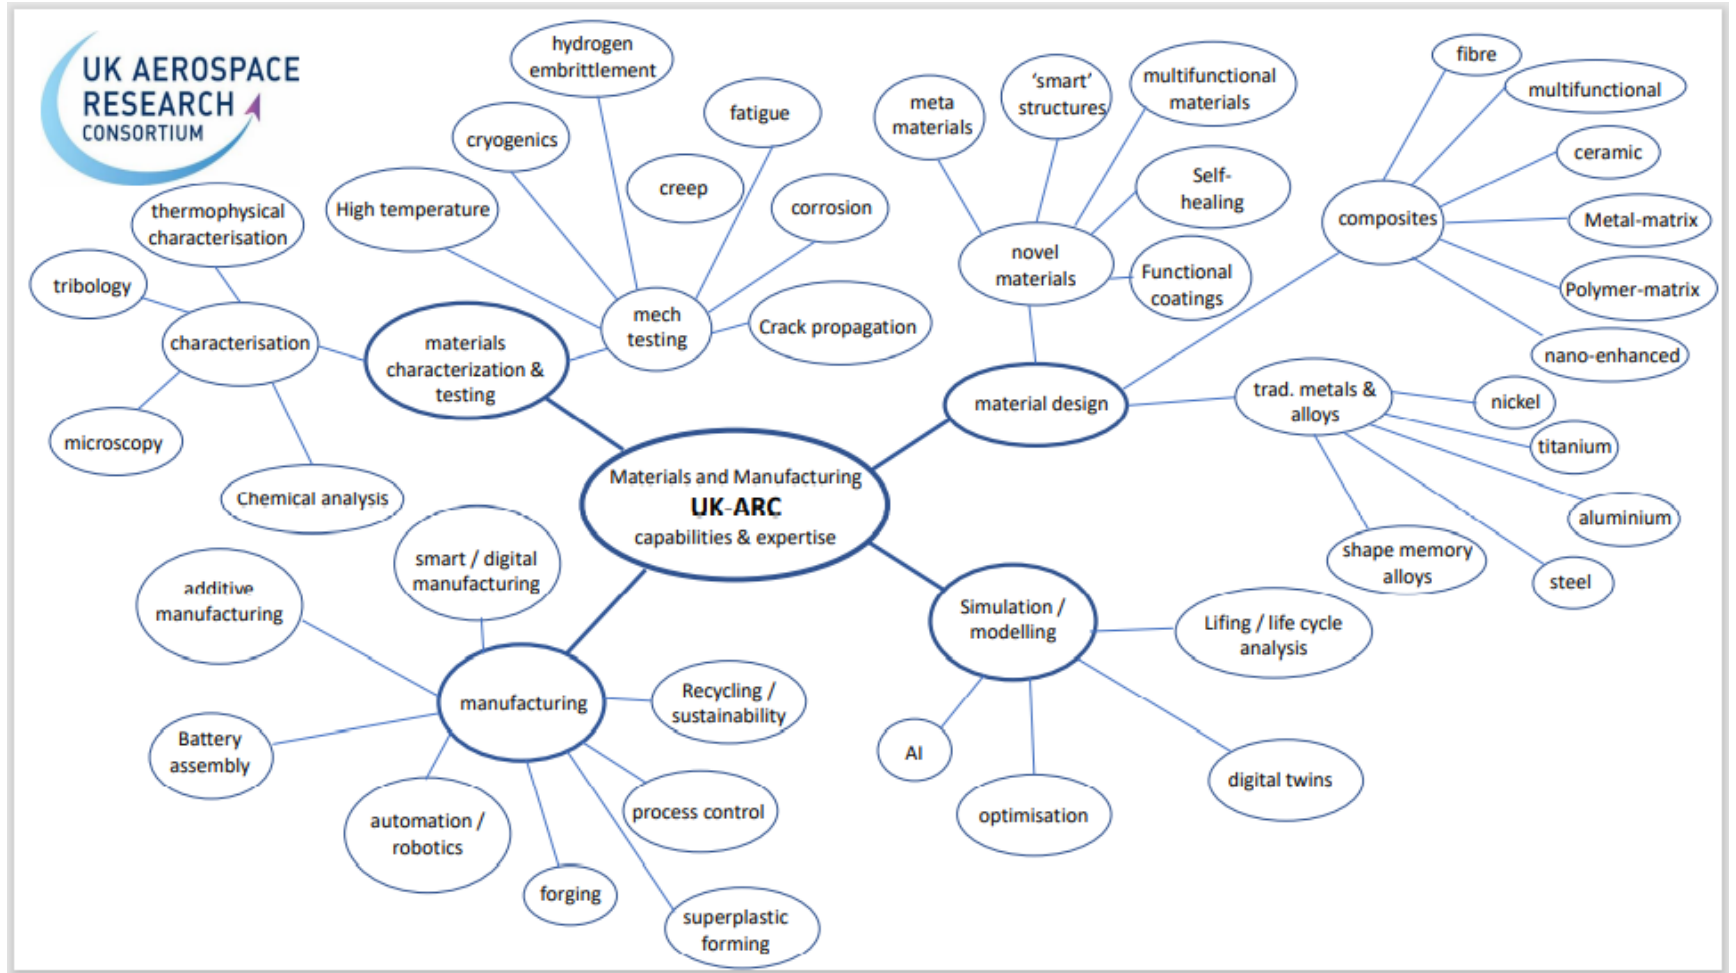 UK AEROSPACE
RESEARCH
CONSORTIUM
hydrogen
embrittlement
cryogenics
fatigue
creep
High temperature
corrosion
mech
testing
Crack propagation
thermophysical
characterisation
tribology
characterisation
microscopy
Chemical analysis
materials
characterization &
testing
meta
materials
'smart'
structures
multifunctional
materials
Self-
healing
novel
materials
Functional
coatings
material design
fibre
multifunctional
ceramic
composites
Metal-matrix
Polymer-matrix
nano-enhanced
trad. metals &
alloys
nickel
titanium
aluminium
steel
shape memory
alloys
Materials and Manufacturing
UK-ARC
capabilities & expertise
smart / digital
manufacturing
additive
manufacturing
manufacturing
Battery
assembly
automation /
robotics
forging
superplastic
forming
process control
Recycling /
sustainability
Simulation /
modelling
Lifing / life cycle
analysis
AI
optimisation
digital twins